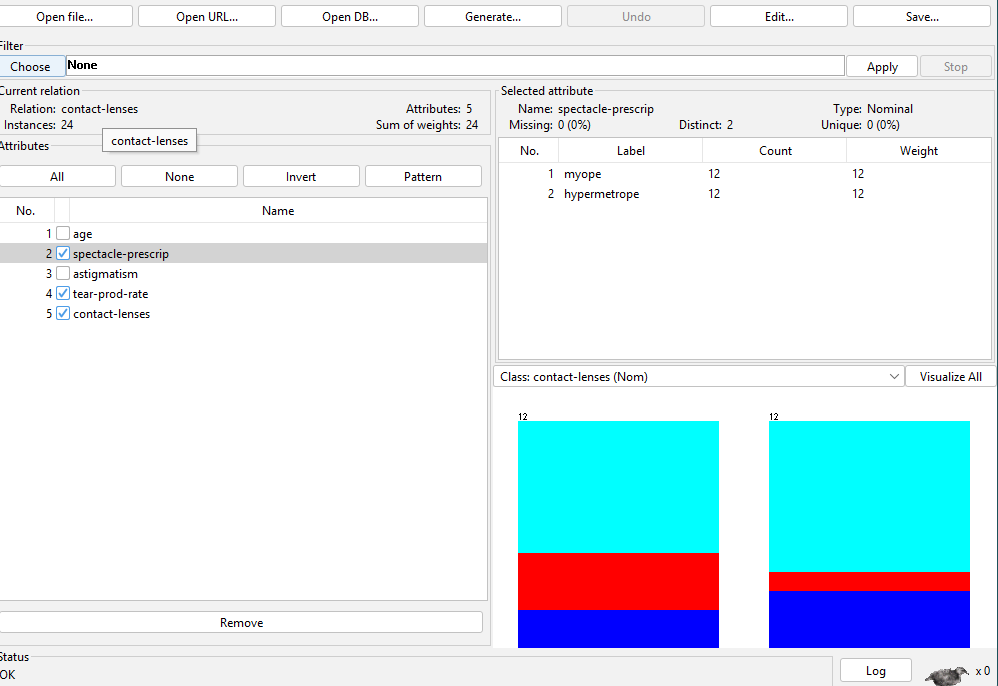 Open file... Open URL... Open DB... Generate... Undo Edit... Save...
Filter
Choose None Apply Stop
Current relation
Relation: contact-lenses Attributes: 5
Instances: 24 Sum of weights: 24
contact-lenses
Attributes
All None Invert Pattern
No. Name
1 age
2 spectacle-prescrip
3 astigmatism
4 tear-prod-rate
5 contact-lenses
Remove
Selected attribute
Name: spectacle-prescrip Type: Nominal
Missing: 0 (0%) Distinct: 2 Unique: 0 (0%)
No. Label Count Weight
1 myope 12 12
2 hypermetrope 12 12
Class: contact-lenses (Nom) Visualize All
12 12
Status
OK
Log x 0